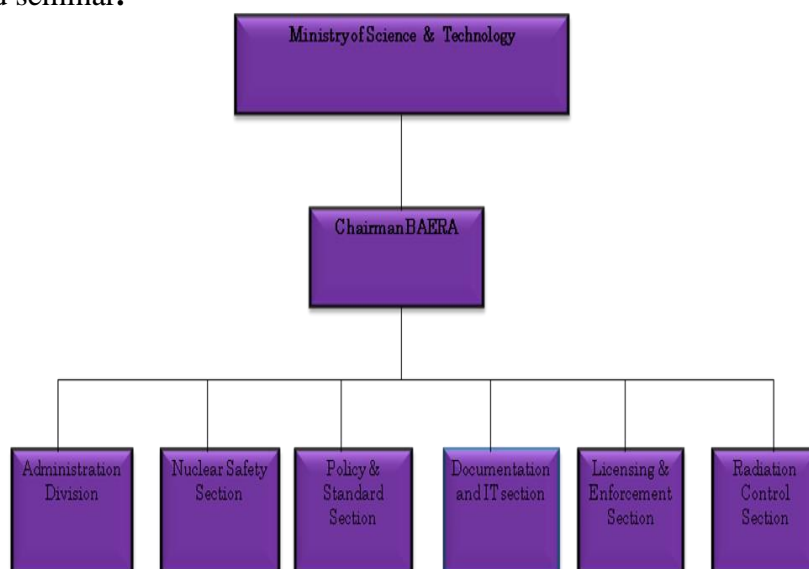 seminar.
Ministry of Science & Technology
Chairman BAERA
Administration
Division
Nuclear Safety
Section
Policy &
Standard
Section
Documentation
and IT section
Licensing &
Enforcement
Section
Radiation
Control
Section